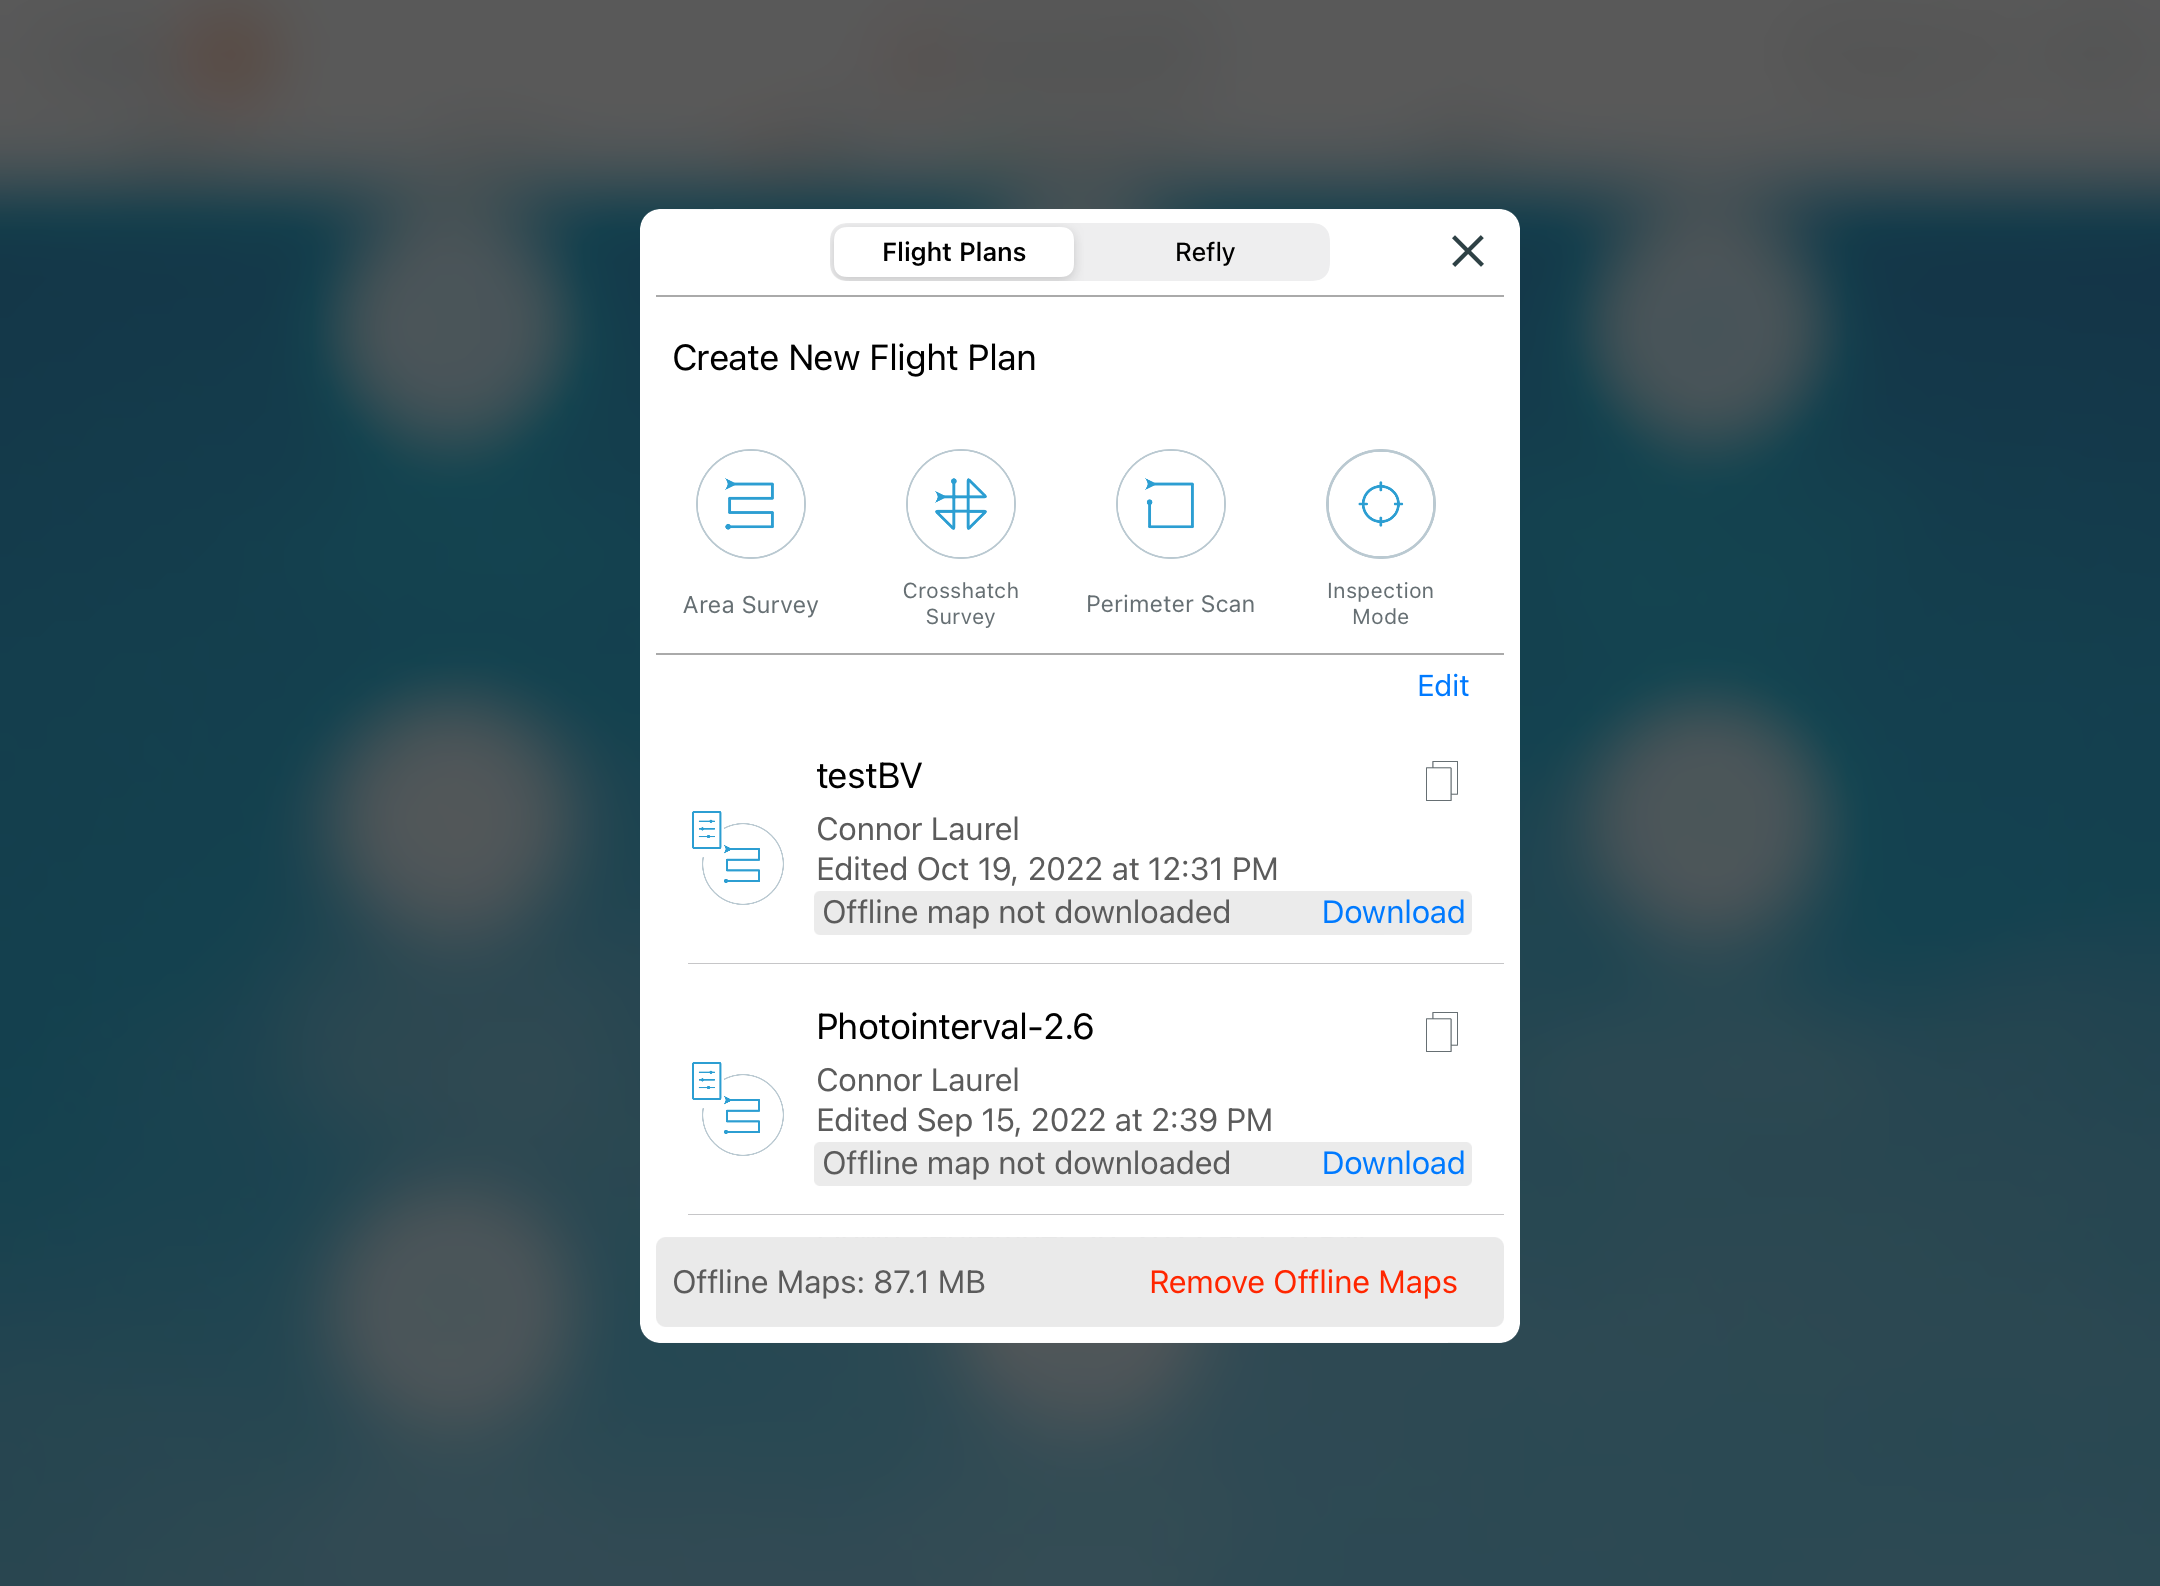 Flight Plans
Refly
Create New Flight Plan
Area Survey
Crosshatch
Survey
Perimeter Scan
Inspection
Mode
Edit
testBV
Connor Laurel
Edited Oct 19, 2022 at 12:31 PM
Offline map not downloaded
Download
Photointerval-2.6
Connor Laurel
Edited Sep 15, 2022 at 2:39 PM
Offline map not downloaded
Download
Offline Maps: 87.1 MB
Remove Offline Maps